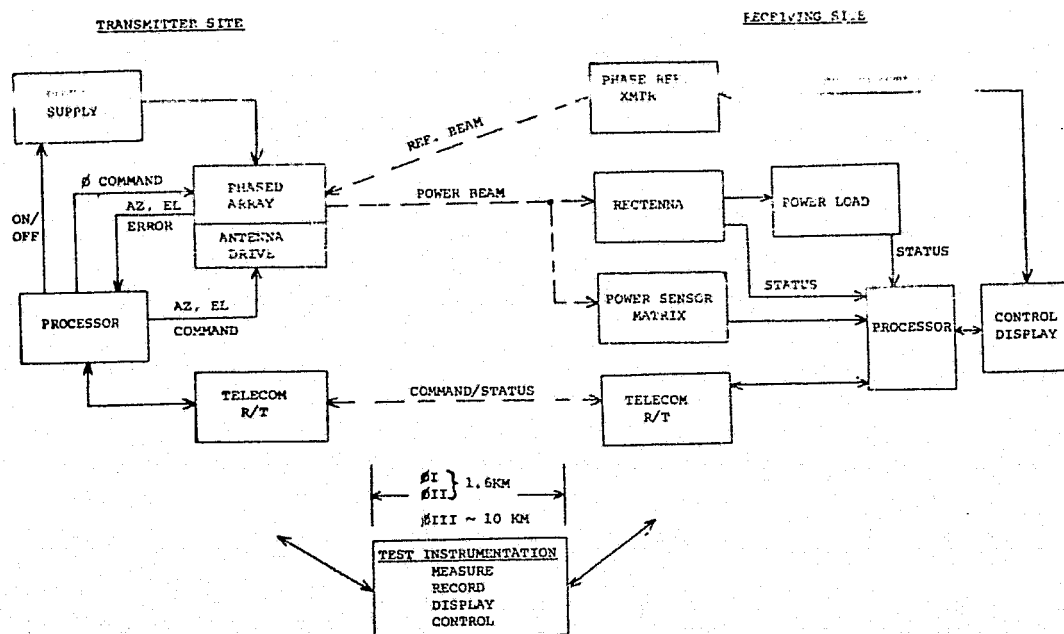 TRANSMITTER SITE
RECEIVING SITE
SUPPLY
PHASE REF.
XMTR
REF. BEAM
Ø COMMAND
PHASED
ARRAY
AZ, EL
ERROR
ON/
OFF
ANTENNA
DRIVE
POWER BEAM
RECTENNA
POWER LOAD
STATUS
STATUS
PROCESSOR
AZ, EL
COMMAND
POWER SENSOR
MATRIX
PROCESSOR
CONTROL
DISPLAY
TELECOM
R/T
COMMAND/STATUS
TELECOM
R/T
ØI
ØII } 1.6KM
ØIII ~ 10 KM
TEST INSTRUMENTATION
MEASURE
RECORD
DISPLAY
CONTROL